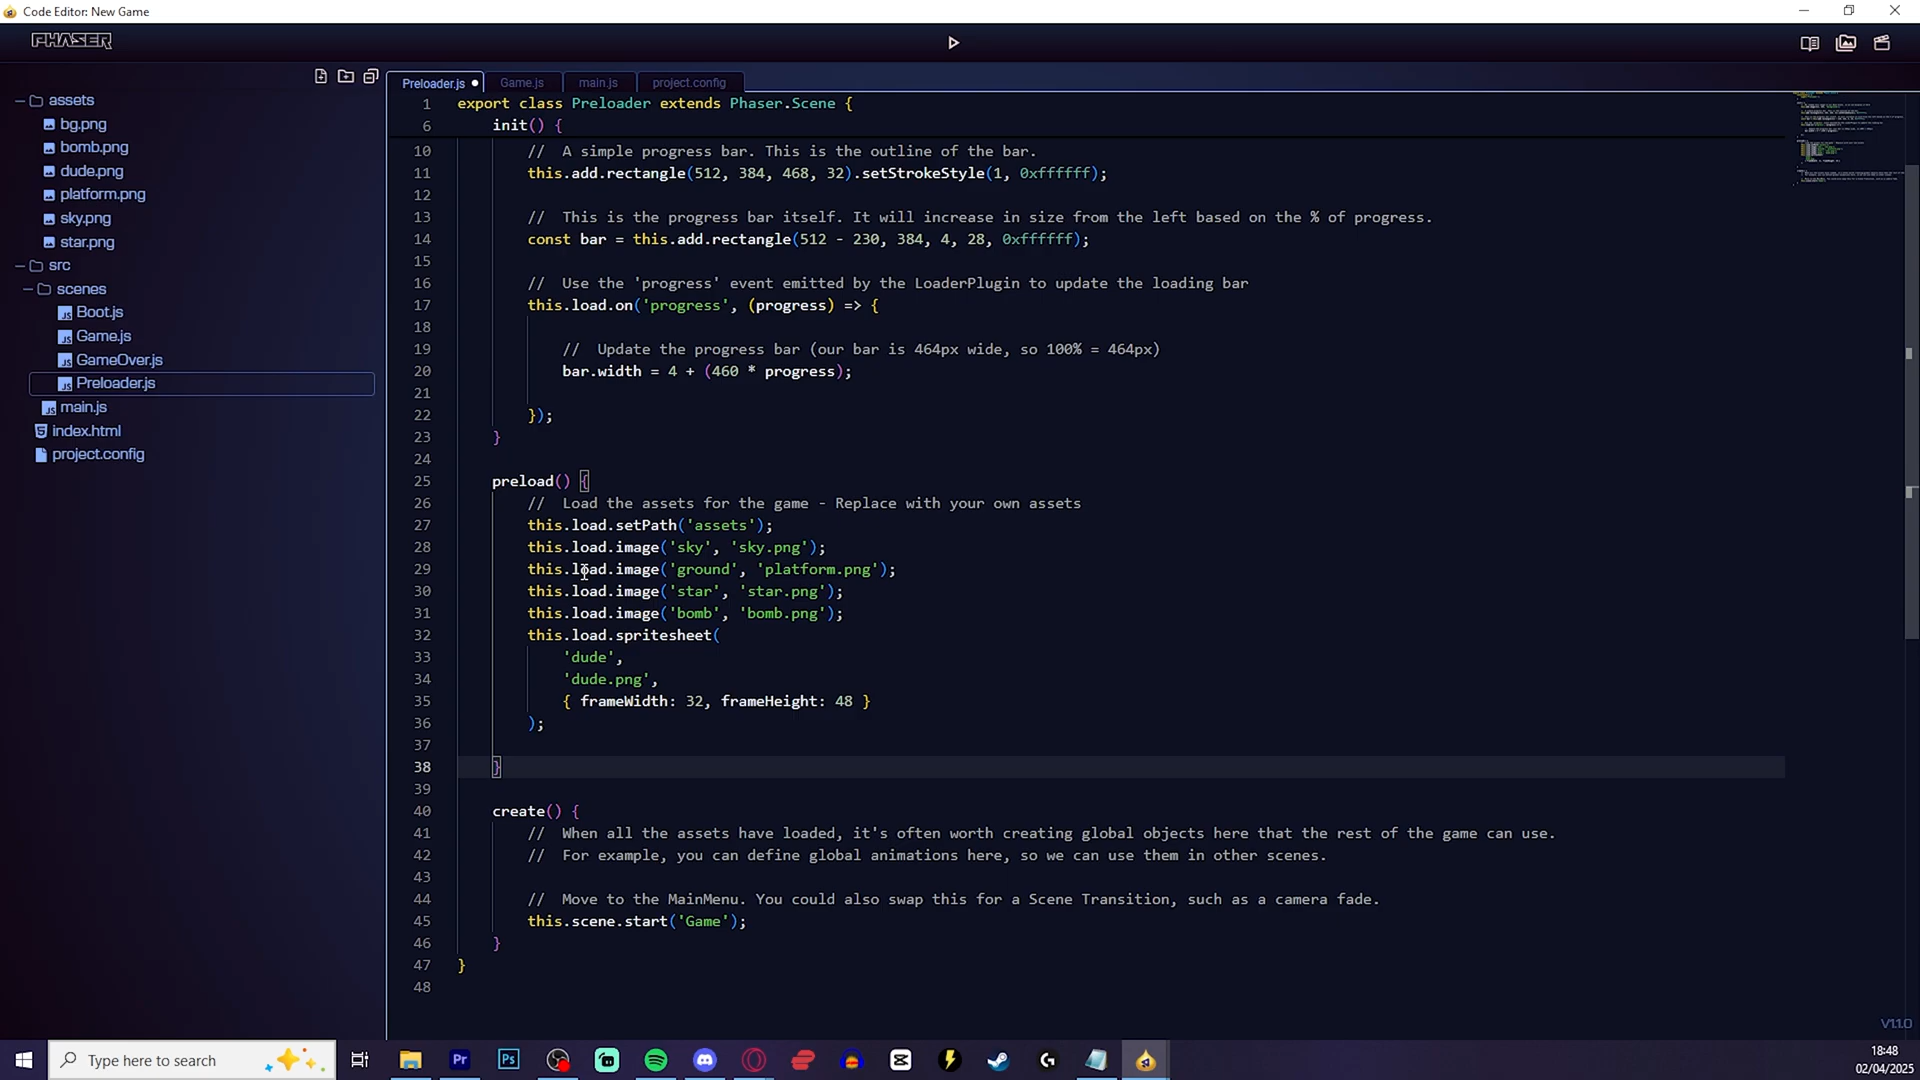 Code Editor: New Game
PHASER
assets
bg.png
bomb.png
dude.png
platform.png
sky.png
star.png
src
scenes
Boot.js
Game.js
GameOver.js
Preloader.js
main.js
index.html
project.config
Preloader.js Game.js main.js project.config
1 export class Preloader extends Phaser.Scene {
6 init() {
10 // A simple progress bar. This is the outline of the bar.
11 this.add.rectangle(512, 384, 468, 32).setStrokeStyle(1, 0xffffff);
12
13 // This is the progress bar itself. It will increase in size from the left based on the % of progress.
14 const bar = this.add.rectangle(512 - 230, 384, 4, 28, 0xffffff);
15
16 // Use the 'progress' event emitted by the LoaderPlugin to update the loading bar
17 this.load.on('progress', (progress) => {
18
19 // Update the progress bar (our bar is 464px wide, so 100% = 464px)
20 bar.width = 4 + (460 * progress);
21
22 });
23 }
24
25 preload() {
26 // Load the assets for the game - Replace with your own assets
27 this.load.setPath('assets');
28 this.load.image('sky', 'sky.png');
29 this.load.image('ground', 'platform.png');
30 this.load.image('star', 'star.png');
31 this.load.image('bomb', 'bomb.png');
32 this.load.spritesheet(
33 'dude',
34 'dude.png',
35 { frameWidth: 32, frameHeight: 48 }
36 );
37
38 }
39
40 create() {
41 // When all the assets have loaded, it's often worth creating global objects here that the rest of the game can use.
42 // For example, you can define global animations here, so we can use them in other scenes.
43
44 // Move to the MainMenu. You could also swap this for a Scene Transition, such as a camera fade.
45 this.scene.start('Game');
46 }
47 }
48
V1.1.0
Type here to search
Pr
Ps
18:48
02/04/2025